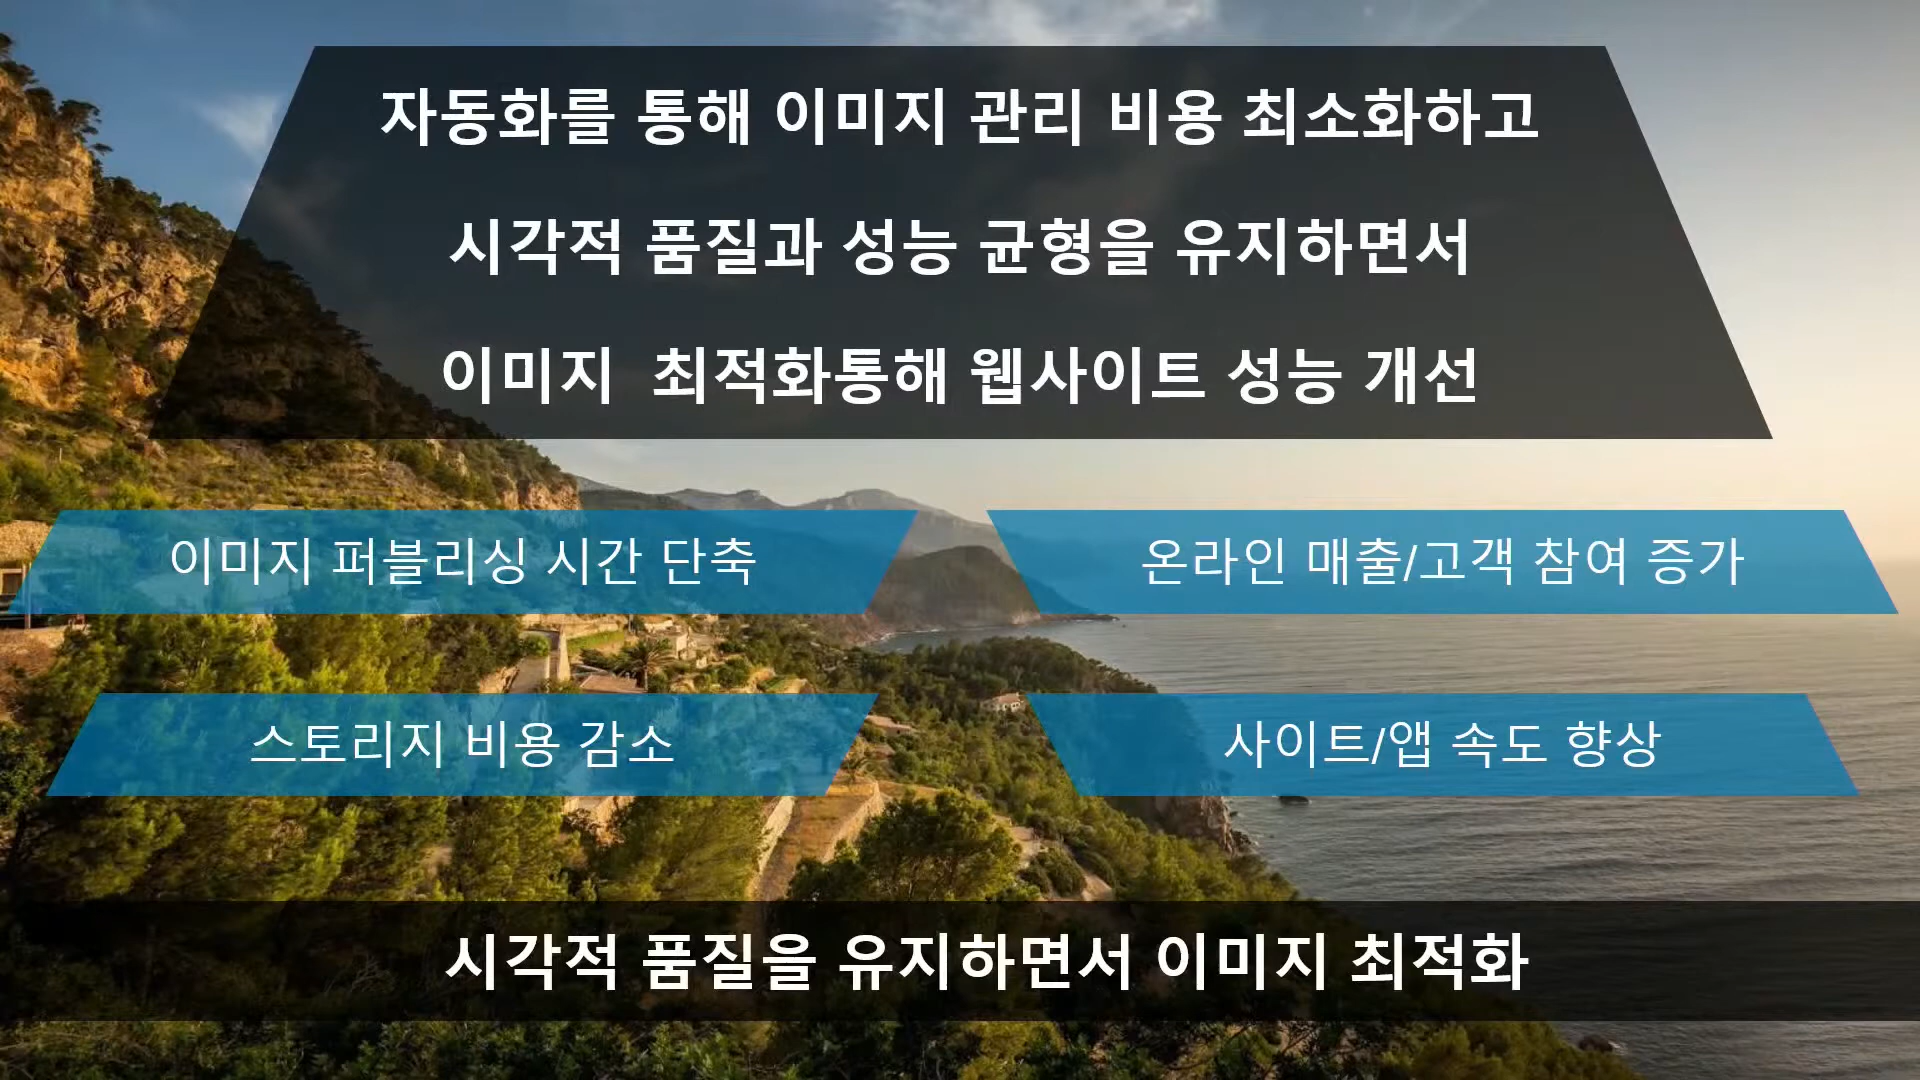 자동화를 통해 이미지 관리 비용 최소화하고
시각적 품질과 성능 균형을 유지하면서
이미지  최적화통해 웹사이트 성능 개선
이미지 퍼블리싱 시간 단축
온라인 매출/고객 참여 증가
스토리지 비용 감소
사이트/앱 속도 향상
시각적 품질을 유지하면서 이미지 최적화